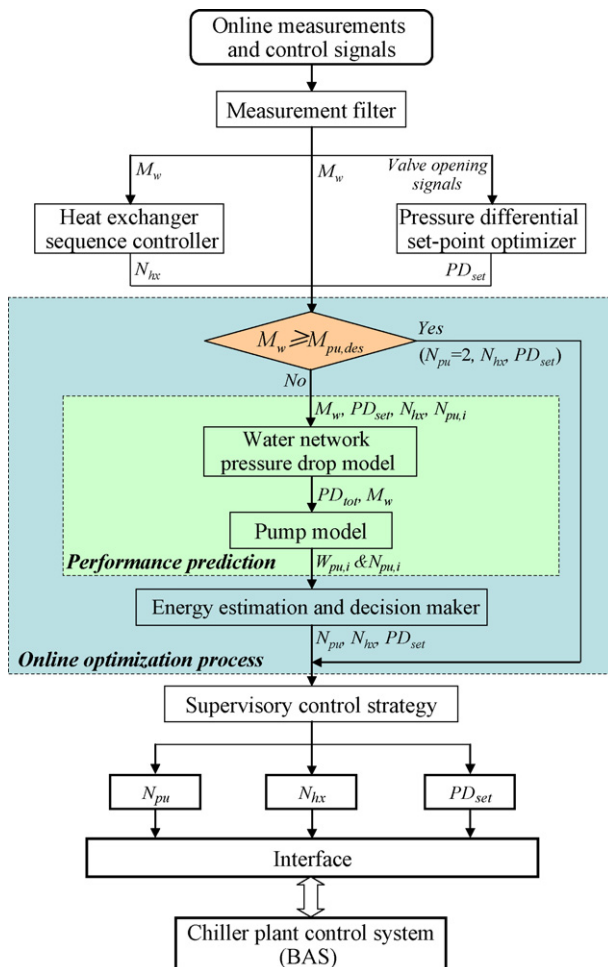 Online measurements
and control signals
Measurement filter
M_w
M_w
Valve opening
signals
Heat exchanger
sequence controller
Pressure differential
set-point optimizer
N_hx
PD_set
M_w ⩾ M_pu,des
Yes
(N_pu=2, N_hx, PD_set)
No
M_w, PD_set, N_hx, N_pu,i
Water network
pressure drop model
PD_tot, M_w
Pump model
Performance prediction
W_pu,i &N_pu,i
Energy estimation and decision maker
N_pu, N_hx, PD_set
Online optimization process
Supervisory control strategy
N_pu
N_hx
PD_set
Interface
Chiller plant control system
(BAS)